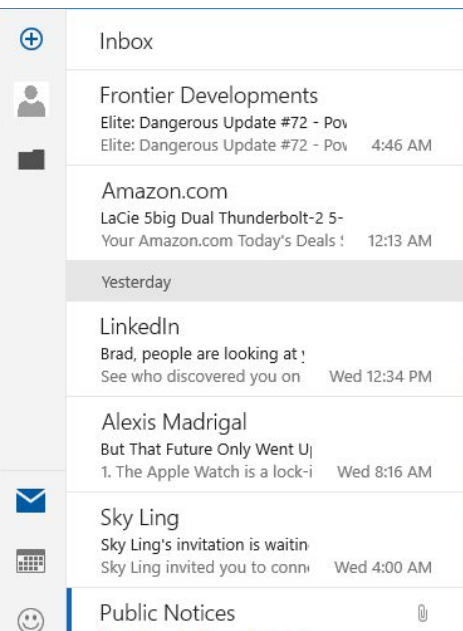 Inbox
Frontier Developments
Elite: Dangerous Update #72 - Pow
Elite: Dangerous Update #72 - Pow 4:46 AM
Amazon.com
LaCie 5big Dual Thunderbolt-2 5-
Your Amazon.com Today's Deals 12:13 AM
Yesterday
LinkedIn
Brad, people are looking at
See who discovered you on Wed 12:34 PM
Alexis Madrigal
But That Future Only Went Up
1. The Apple Watch is a lock-i Wed 8:16 AM
Sky Ling
Sky Ling's invitation is waitin
Sky Ling invited you to conn Wed 4:00 AM
Public Notices